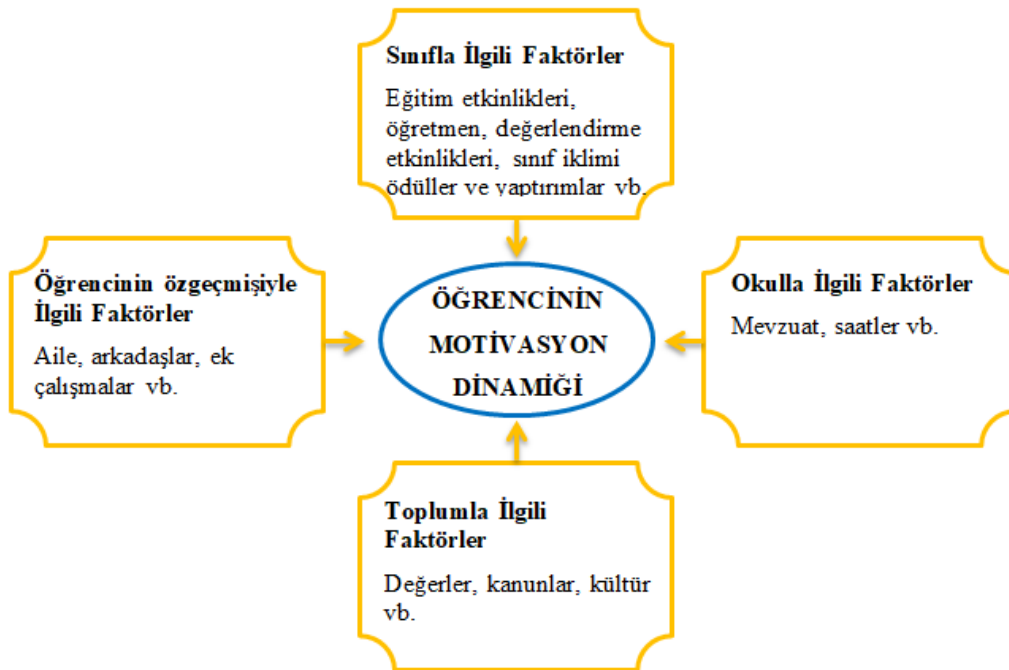 Sınıfla İlgili Faktörler
Eğitim etkinlikleri,
öğretmen, değerlendirme
etkinlikleri, sınıf iklimi
ödüller ve yaptırımlar vb.
Öğrencinin özgeçmişiyle
İlgili Faktörler
Aile, arkadaşlar, ek
çalışmalar vb.
ÖĞRENCİNİN
MOTİVASYON
DİNAMİĞİ
Okulla İlgili Faktörler
Mevzuat, saatler vb.
Toplumla İlgili
Faktörler
Değerler, kanunlar, kültür
vb.